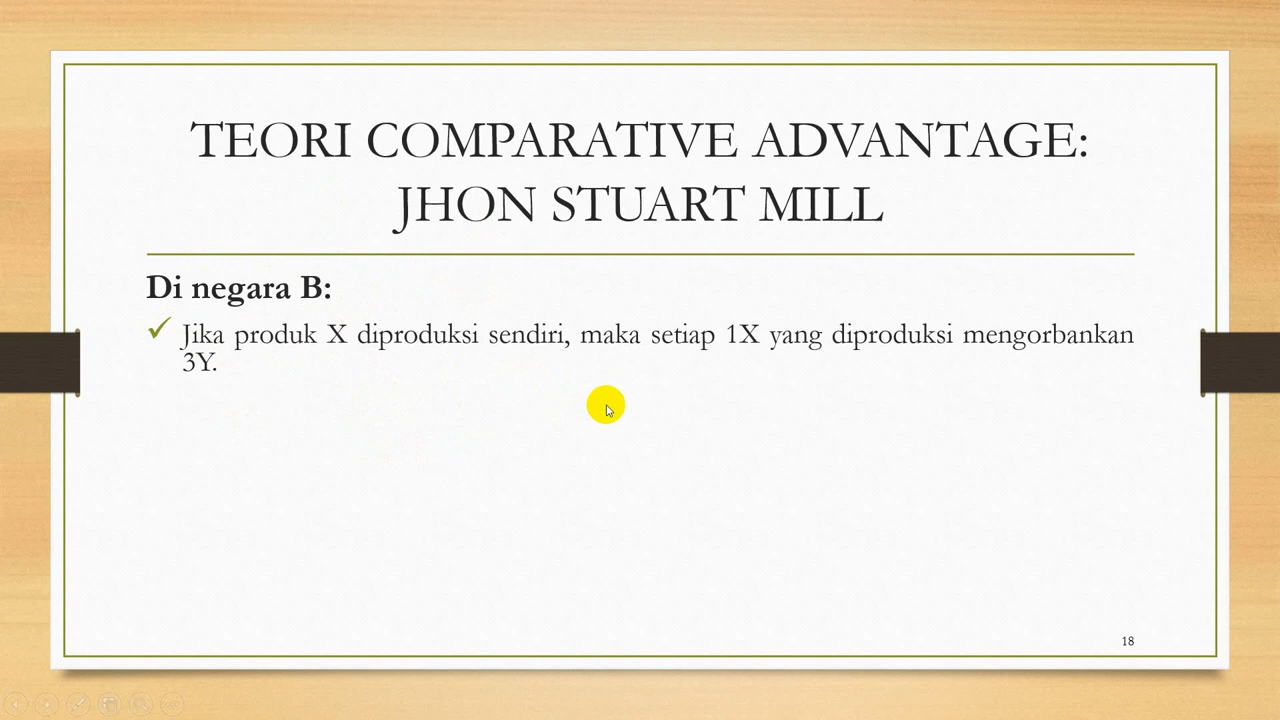 TEORI COMPARATIVE ADVANTAGE:
JHON STUART MILL
Di negara B:
Jika produk X diproduksi sendiri, maka setiap 1X yang diproduksi mengorbankan
3Y.
18